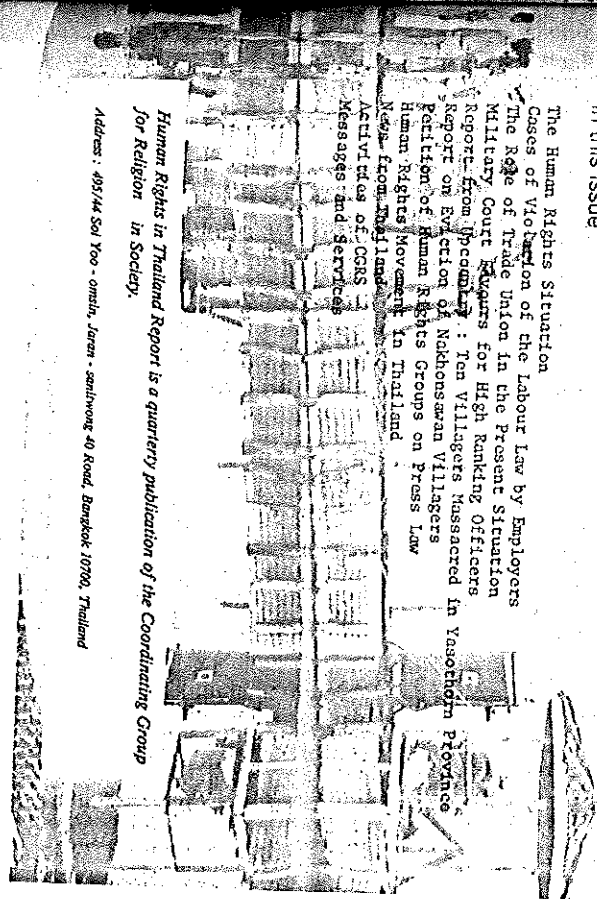 In this issue
The Human Rights Situation
Cases of Violation of the Labour Law by Employers
The Role of Trade Union in the Present Situation
Military Court Favours for High Ranking Officers
Report from Upcountry : Ten Villagers Massacred in Yasothorn Province
Report on Eviction of Nakhonsawan Villagers
Petition of Human Rights Groups on Press Law
Human Rights Movement in Thailand
News from Thailand
Activities of CGRS
Messages and Services
Human Rights in Thailand Report is a quarterly publication of the Coordinating Group
for Religion in Society.
Address : 495/44 Soi Yoo - omsin, Jaran - sanitwong 40 Road, Bangkok 10700, Thailand